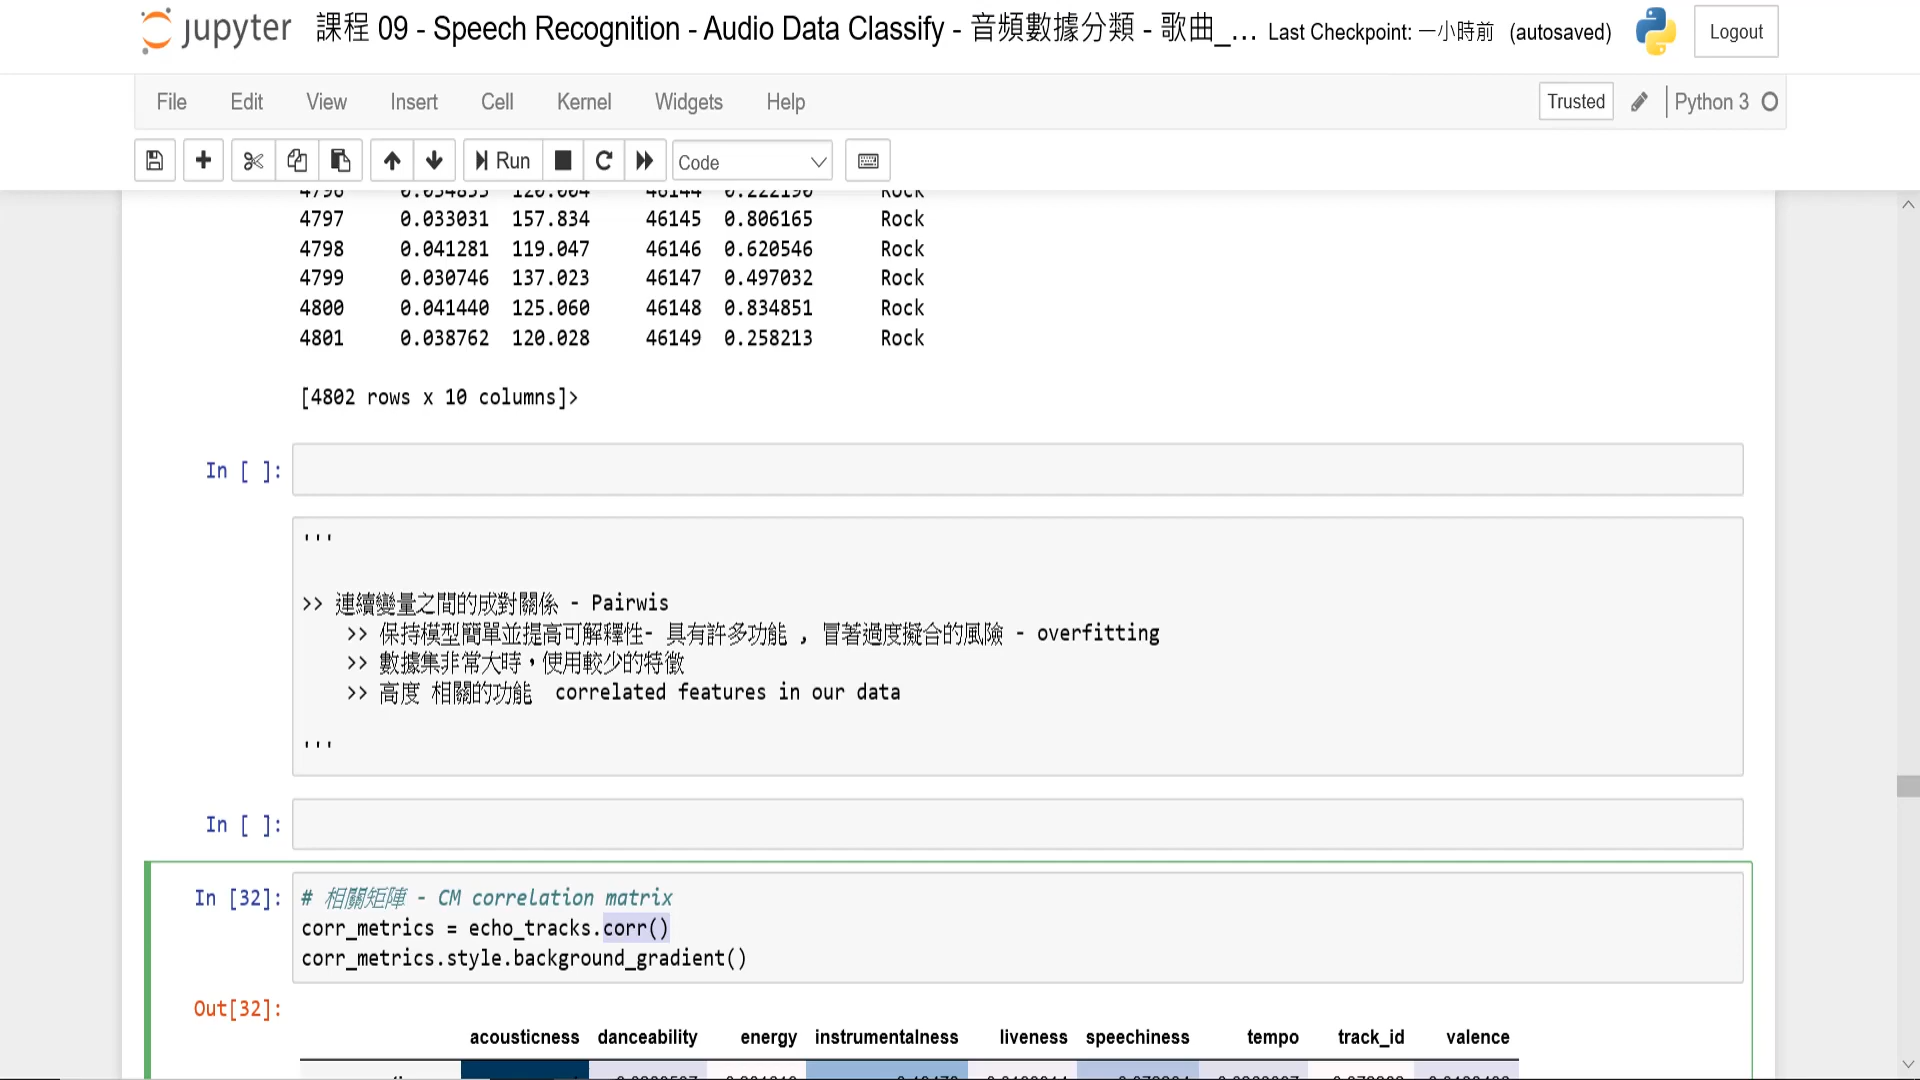 jupyter 課程 09 - Speech Recognition - Audio Data Classify - 音頻數據分類 - 歌曲_... Last Checkpoint: 一小時前 (autosaved) Logout
File Edit View Insert Cell Kernel Widgets Help Trusted Python 3
Run Code
4796 0.054855 120.004 46144 0.222190 Rock
4797 0.033031 157.834 46145 0.806165 Rock
4798 0.041281 119.047 46146 0.620546 Rock
4799 0.030746 137.023 46147 0.497032 Rock
4800 0.041440 125.060 46148 0.834851 Rock
4801 0.038762 120.028 46149 0.258213 Rock
[4802 rows x 10 columns]>
In [ ]:
'''
>> 連續變量之間的成對關係 - Pairwis
>> 保持模型簡單並提高可解釋性- 具有許多功能 , 冒著過度擬合的風險 - overfitting
>> 數據集非常大時，使用較少的特徵
>> 高度 相關的功能 correlated features in our data
'''
In [ ]:
In [32]: # 相關矩陣 - CM correlation matrix
corr_metrics = echo_tracks.corr()
corr_metrics.style.background_gradient()
Out[32]:
acousticness danceability energy instrumentalness liveness speechiness tempo track_id valence